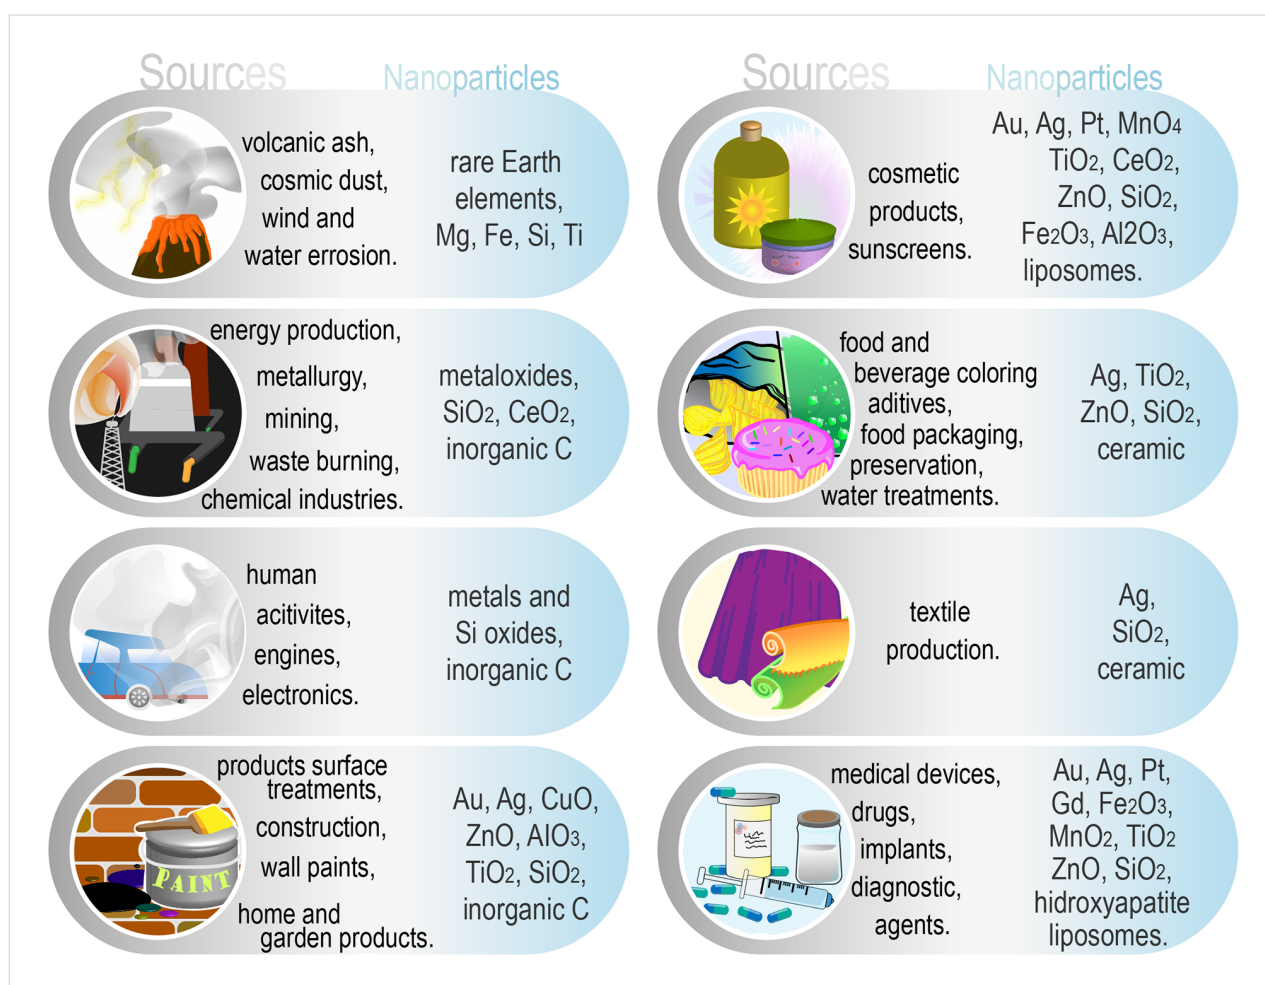 Sources Nanoparticles
volcanic ash,
cosmic dust,
wind and
water errosion.
rare Earth
elements,
Mg, Fe, Si, Ti
energy production,
metallurgy,
mining,
waste burning,
chemical industries.
metaloxides,
SiO2, CeO2,
inorganic C
human
acitivites,
engines,
electronics.
metals and
Si oxides,
inorganic C
products surface
treatments,
construction,
wall paints,
home and
garden products.
PAINT
Au, Ag, CuO,
ZnO, AlO3,
TiO2, SiO2,
inorganic C
Sources Nanoparticles
cosmetic
products,
sunscreens.
Au, Ag, Pt, MnO4
TiO2, CeO2,
ZnO, SiO2,
Fe2O3, Al2O3,
liposomes.
food and
beverage coloring
aditives,
food packaging,
preservation,
water treatments.
Ag, TiO2,
ZnO, SiO2,
ceramic
textile
production.
Ag,
SiO2,
ceramic
medical devices,
drugs,
implants,
diagnostic,
agents.
Au, Ag, Pt,
Gd, Fe2O3,
MnO2, TiO2
ZnO, SiO2,
hidroxyapatite
liposomes.